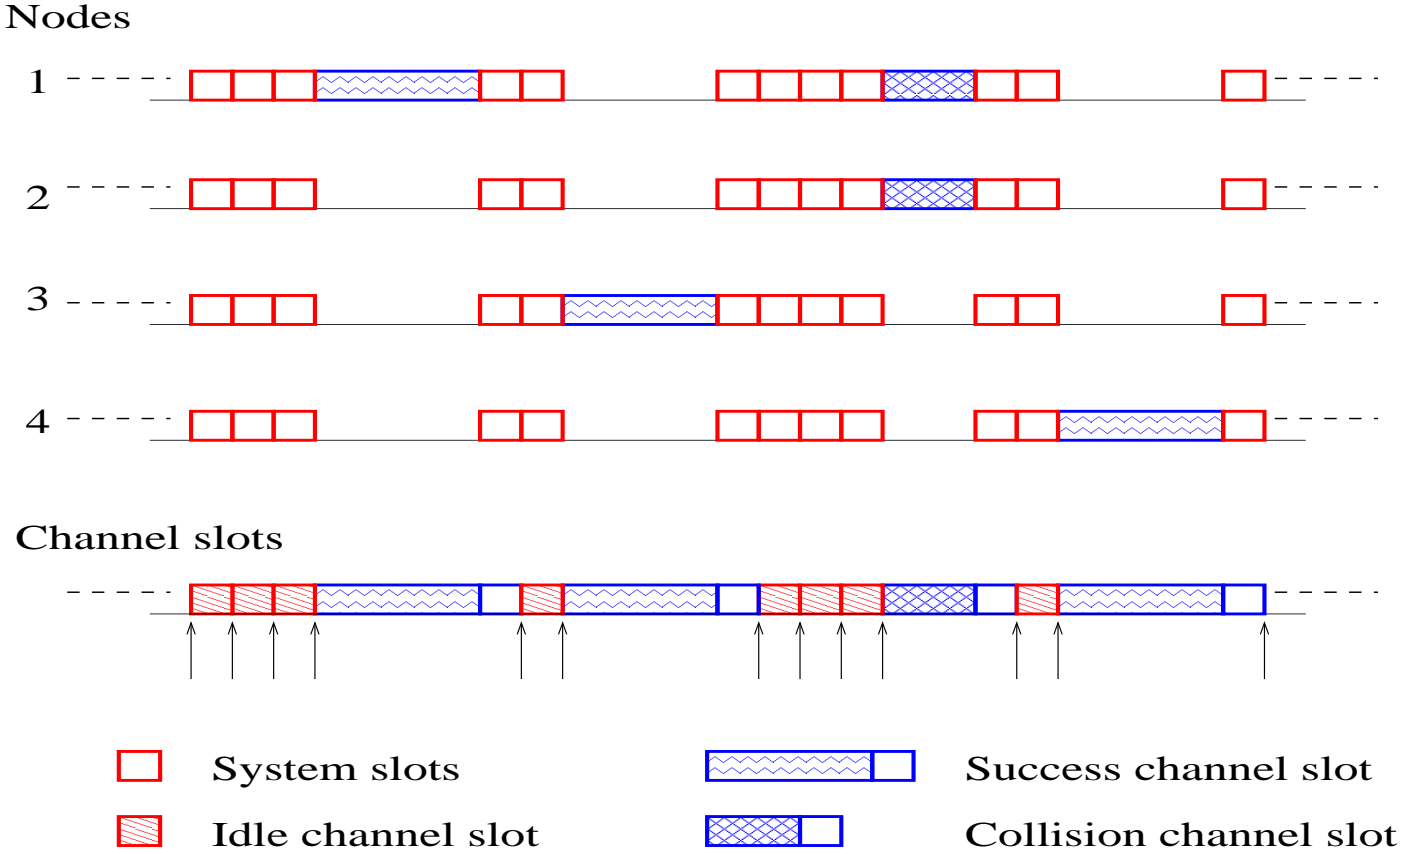 Nodes
1
2
3
4
Channel slots
System slots
Success channel slot
Idle channel slot
Collision channel slot